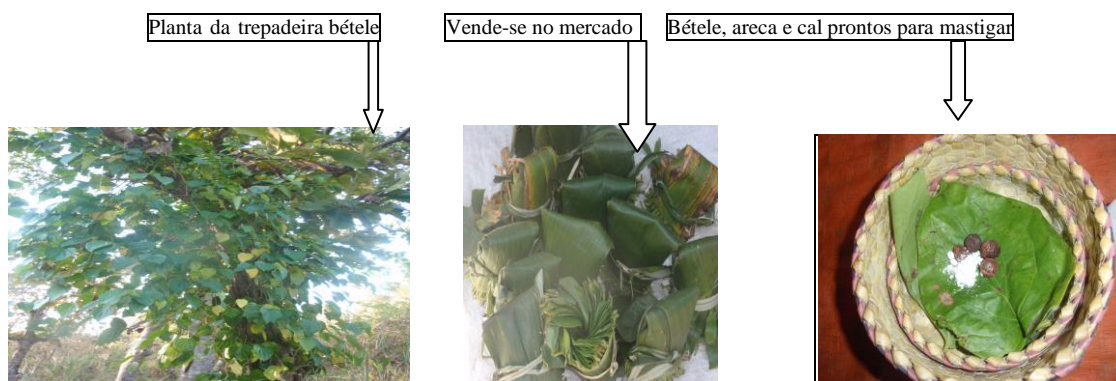 Planta da trepadeira bétele
Vende-se no mercado
Bétele, areca e cal prontos para mastigar